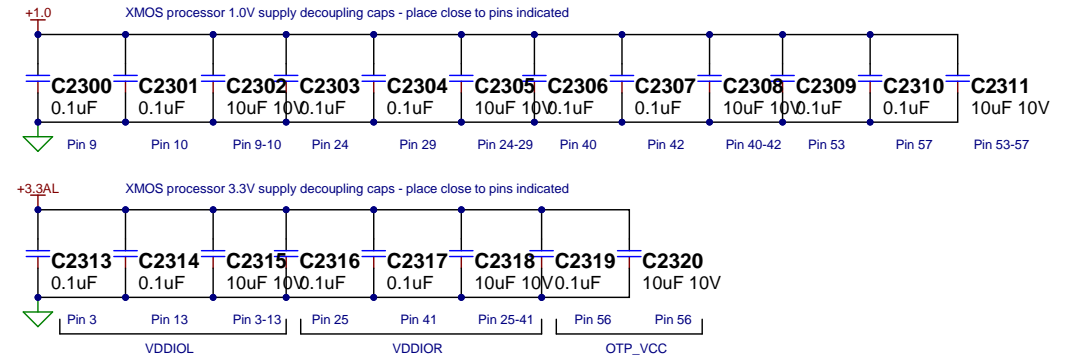 +1.0 XMOS processor 1.0V supply decoupling caps - place close to pins indicated
C2300 C2301 C2302 C2303 C2304 C2305 C2306 C2307 C2308 C2309 C2310 C2311
0.1uF 0.1uF 10uF 10V 0.1uF 0.1uF 10uF 10V 0.1uF 0.1uF 10uF 10V 0.1uF 0.1uF 10uF 10V
Pin 9 Pin 10 Pin 9-10 Pin 24 Pin 29 Pin 24-29 Pin 40 Pin 42 Pin 40-42 Pin 53 Pin 57 Pin 53-57
+3.3AL XMOS processor 3.3V supply decoupling caps - place close to pins indicated
C2313 C2314 C2315 C2316 C2317 C2318 C2319 C2320
0.1uF 0.1uF 10uF 10V 0.1uF 0.1uF 10uF 10V 0.1uF 10uF 10V
Pin 3 Pin 13 Pin 3-13 Pin 25 Pin 41 Pin 25-41 Pin 56 Pin 56
VDDIOL VDDIOR OTP_VCC